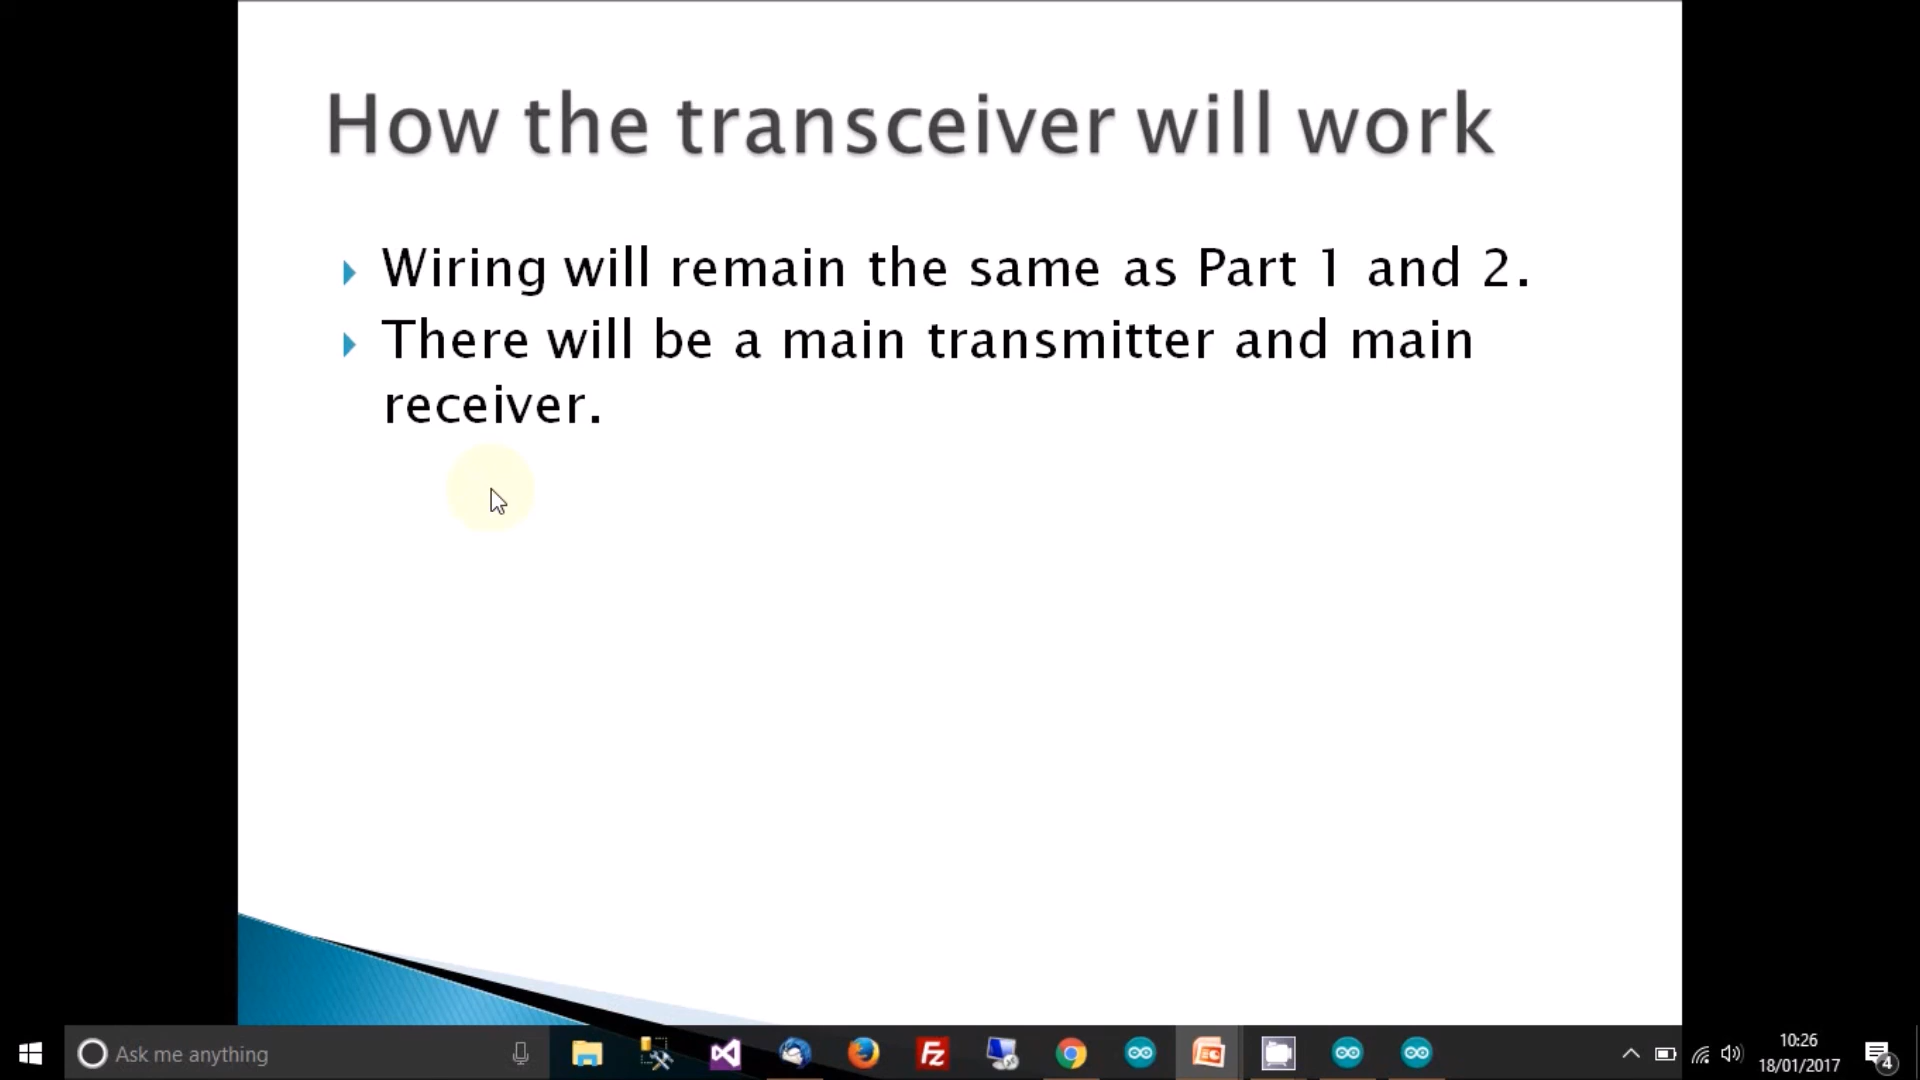 How the transceiver will work
Wiring will remain the same as Part 1 and 2.
There will be a main transmitter and main
receiver.
Ask me anything
10:26
18/01/2017
4